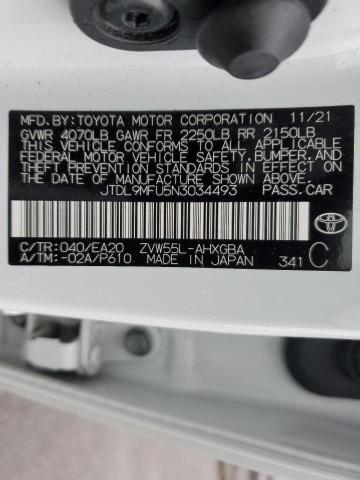 MFD.BY:TOYOTA MOTOR CORPORATION 11/21
GVWR 4070LB GAWR FR 2250LB RR 2150LB
THIS VEHICLE CONFORMS TO ALL APPLICABLE
FEDERAL MOTOR VEHICLE SAFETY,BUMPER,AND
THEFT PREVENTION STANDARDS IN EFFECT ON
THE DATE OF MANUFACTURE SHOWN ABOVE.
JTDL9MFU5N3034493 PASS.CAR
C/TR:040/EA20 ZVW55L-AHXGBA
A/TM:-02A/P610 MADE IN JAPAN 341 C